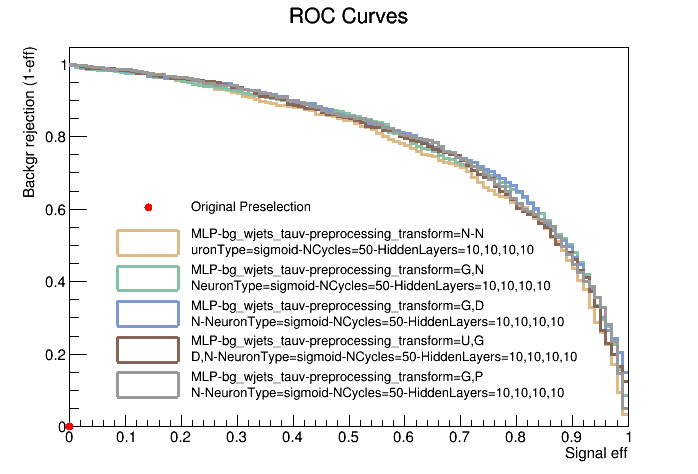 ROC Curves
Backgr rejection (1-eff)
1
0.8
0.6
0.4
0.2
0
Original Preselection
MLP-bg_wjets_tauv-preprocessing_transform=N-N
uronType=sigmoid-NCycles=50-HiddenLayers=10,10,10,10
MLP-bg_wjets_tauv-preprocessing_transform=G,N
NeuronType=sigmoid-NCycles=50-HiddenLayers=10,10,10,10
MLP-bg_wjets_tauv-preprocessing_transform=G,D
N-NeuronType=sigmoid-NCycles=50-HiddenLayers=10,10,10,10
MLP-bg_wjets_tauv-preprocessing_transform=U,G
D,N-NeuronType=sigmoid-NCycles=50-HiddenLayers=10,10,10,10
MLP-bg_wjets_tauv-preprocessing_transform=G,P
N-NeuronType=sigmoid-NCycles=50-HiddenLayers=10,10,10,10
0 0.1 0.2 0.3 0.4 0.5 0.6 0.7 0.8 0.9 1
Signal eff